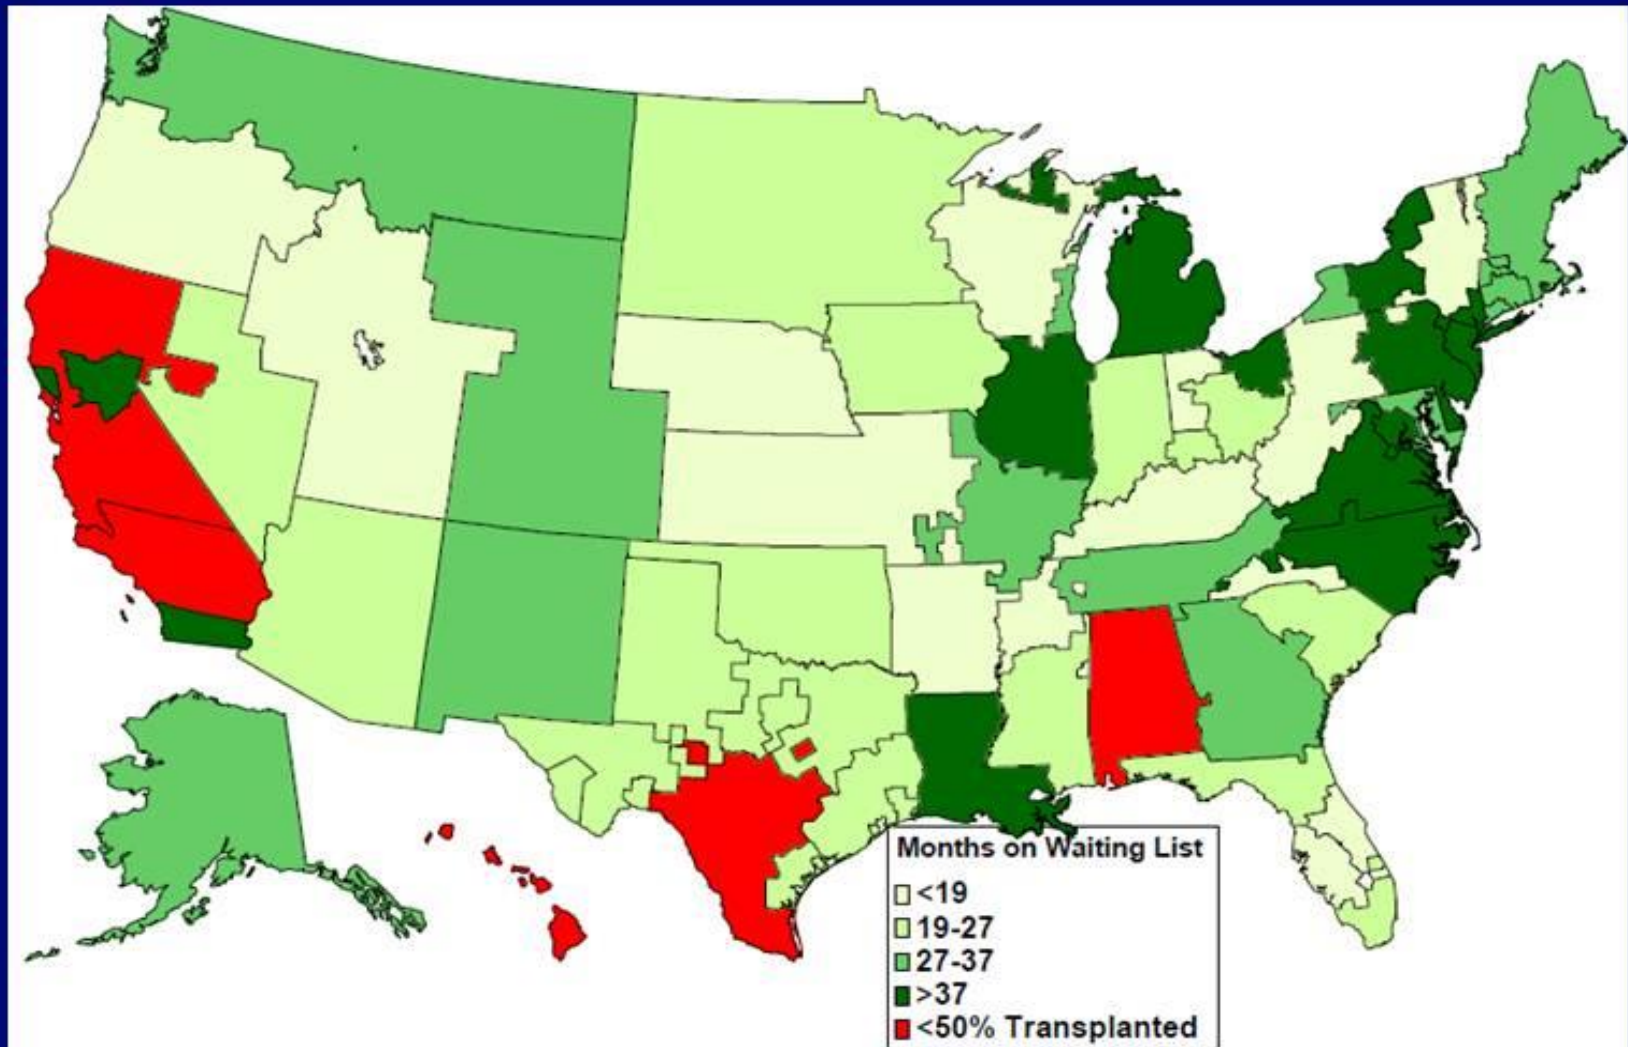 Months on Waiting List
<19
19-27
27-37
>37
<50% Transplanted